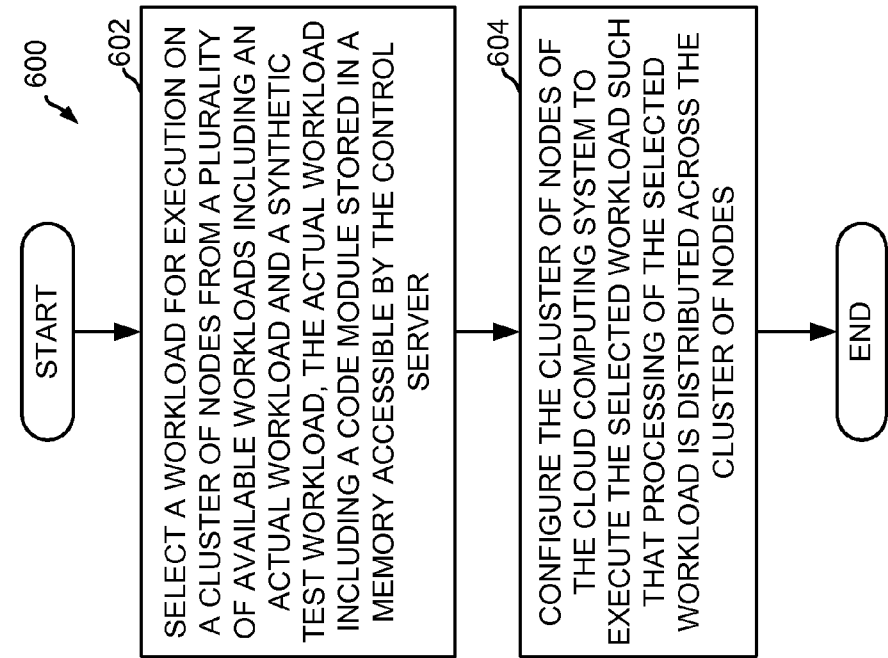 600
START
602
SELECT A WORKLOAD FOR EXECUTION ON
A CLUSTER OF NODES FROM A PLURALITY
OF AVAILABLE WORKLOADS INCLUDING AN
ACTUAL WORKLOAD AND A SYNTHETIC
TEST WORKLOAD, THE ACTUAL WORKLOAD
INCLUDING A CODE MODULE STORED IN A
MEMORY ACCESSIBLE BY THE CONTROL
SERVER
604
CONFIGURE THE CLUSTER OF NODES OF
THE CLOUD COMPUTING SYSTEM TO
EXECUTE THE SELECTED WORKLOAD SUCH
THAT PROCESSING OF THE SELECTED
WORKLOAD IS DISTRIBUTED ACROSS THE
CLUSTER OF NODES
END